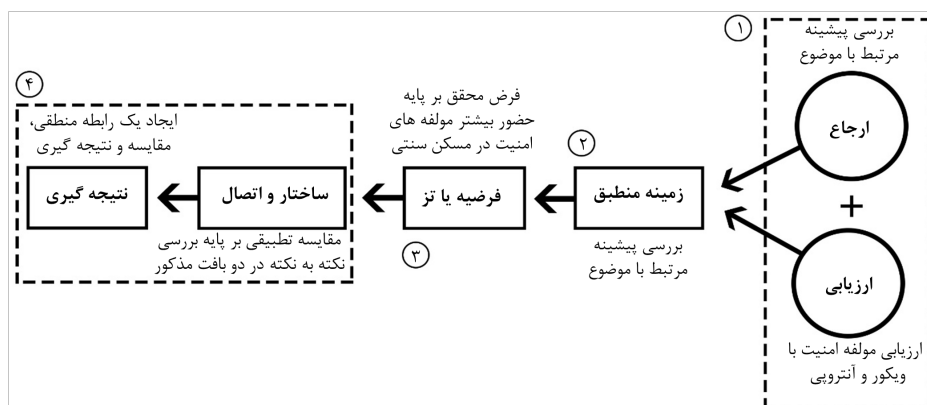 ۱
بررسی پیشینه
مرتبط با موضوع
ارجاع
+
ارزیابی
ارزیابی مولفه امنیت با
ویکور و آنتروپی
۲
زمینه منطبق
بررسی پیشینه
مرتبط با موضوع
فرض محقق بر پایه
حضور بیشتر مولفه های
امنیت در مسکن سنتی
فرضیه یا تز
۳
۴
ایجاد یک رابطه منطقی،
مقایسه و نتیجه گیری
ساختار و اتصال
نتیجه گیری
مقایسه تطبیقی بر پایه بررسی
نکته به نکته در دو بافت مذکور